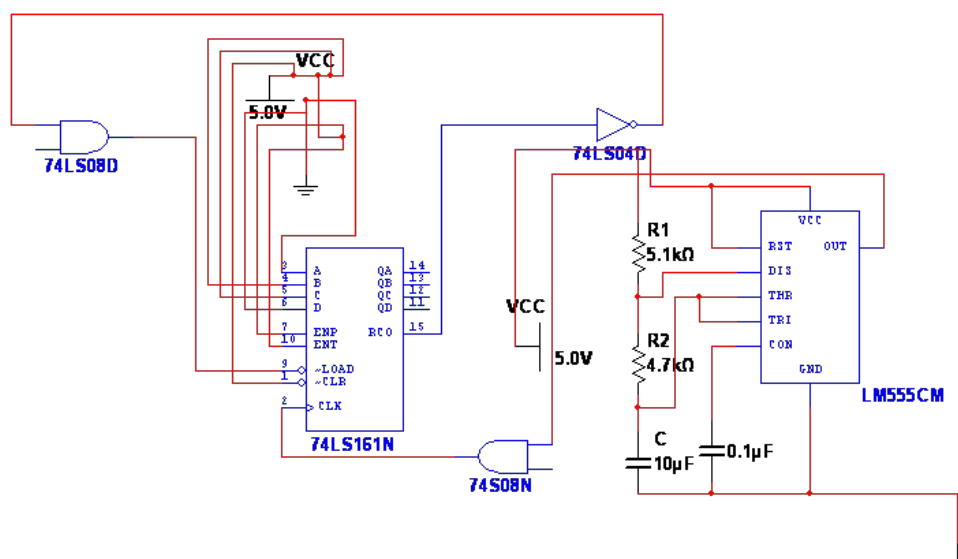 VCC
5.0V
74LS08D
74LS04D
VCC
RST OUT
DIS
THR
TRI
CON
GND
LM555CM
R1
5.1kΩ
R2
4.7kΩ
VCC
5.0V
3 A QA 14
4 B QB 13
5 C QC 12
6 D QD 11
7 ENP RCO 15
10 ENT
9 ~LOAD
1 ~CLR
2 CLK
74LS161N
74S08N
C
10µF
0.1µF